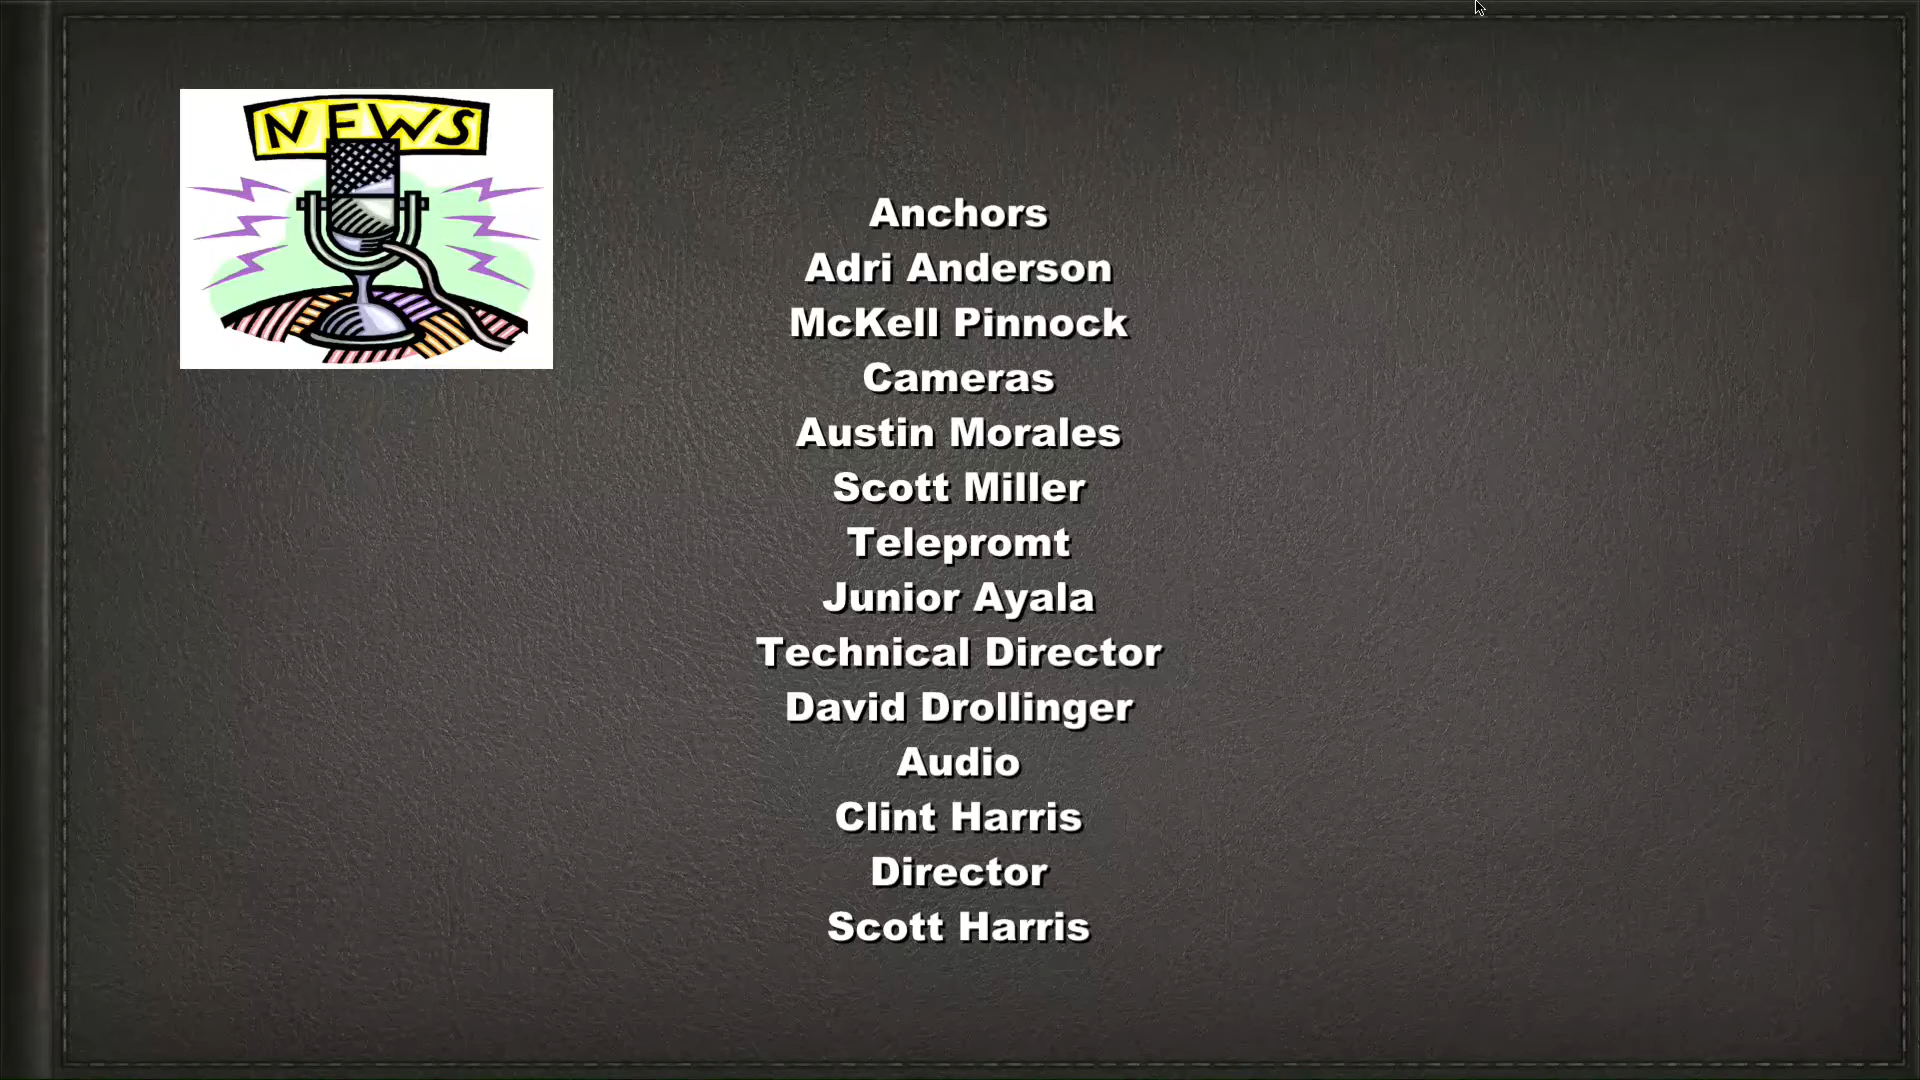 NEWS
Anchors
Adri Anderson
McKell Pinnock
Cameras
Austin Morales
Scott Miller
Telepromt
Junior Ayala
Technical Director
David Drollinger
Audio
Clint Harris
Director
Scott Harris